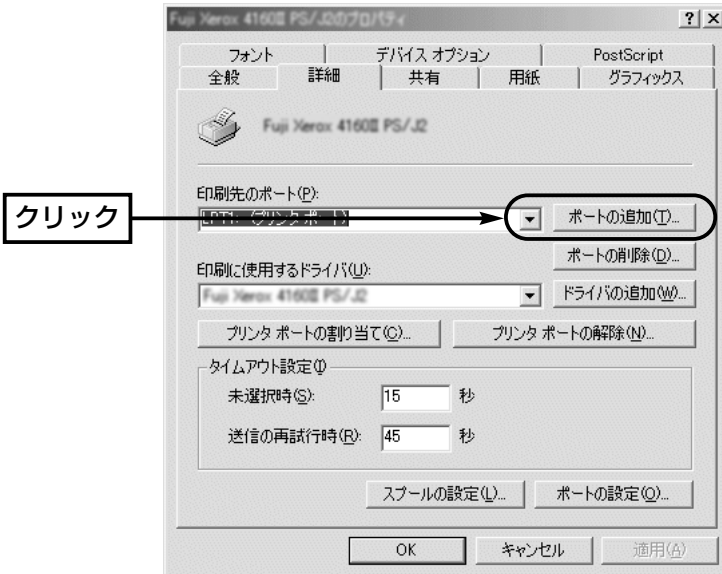 Fuji Xerox 4160Ⅱ PS/J2のプロパティ
フォント デバイス オプション PostScript
全般 詳細 共有 用紙 グラフィックス
Fuji Xerox 4160Ⅱ PS/J2
印刷先のポート(P):
クリック
LPT1: (プリンタ ポート) ポートの追加(T)...
ポートの削除(D)...
印刷に使用するドライバ(U):
Fuji Xerox 4160Ⅱ PS/J2 ドライバの追加(W)...
プリンタ ポートの割り当て(C)... プリンタ ポートの解除(N)...
タイムアウト設定(I)
未選択時(S): 15 秒
送信の再試行時(R): 45 秒
スプールの設定(L)... ポートの設定(O)...
OK キャンセル 適用(A)